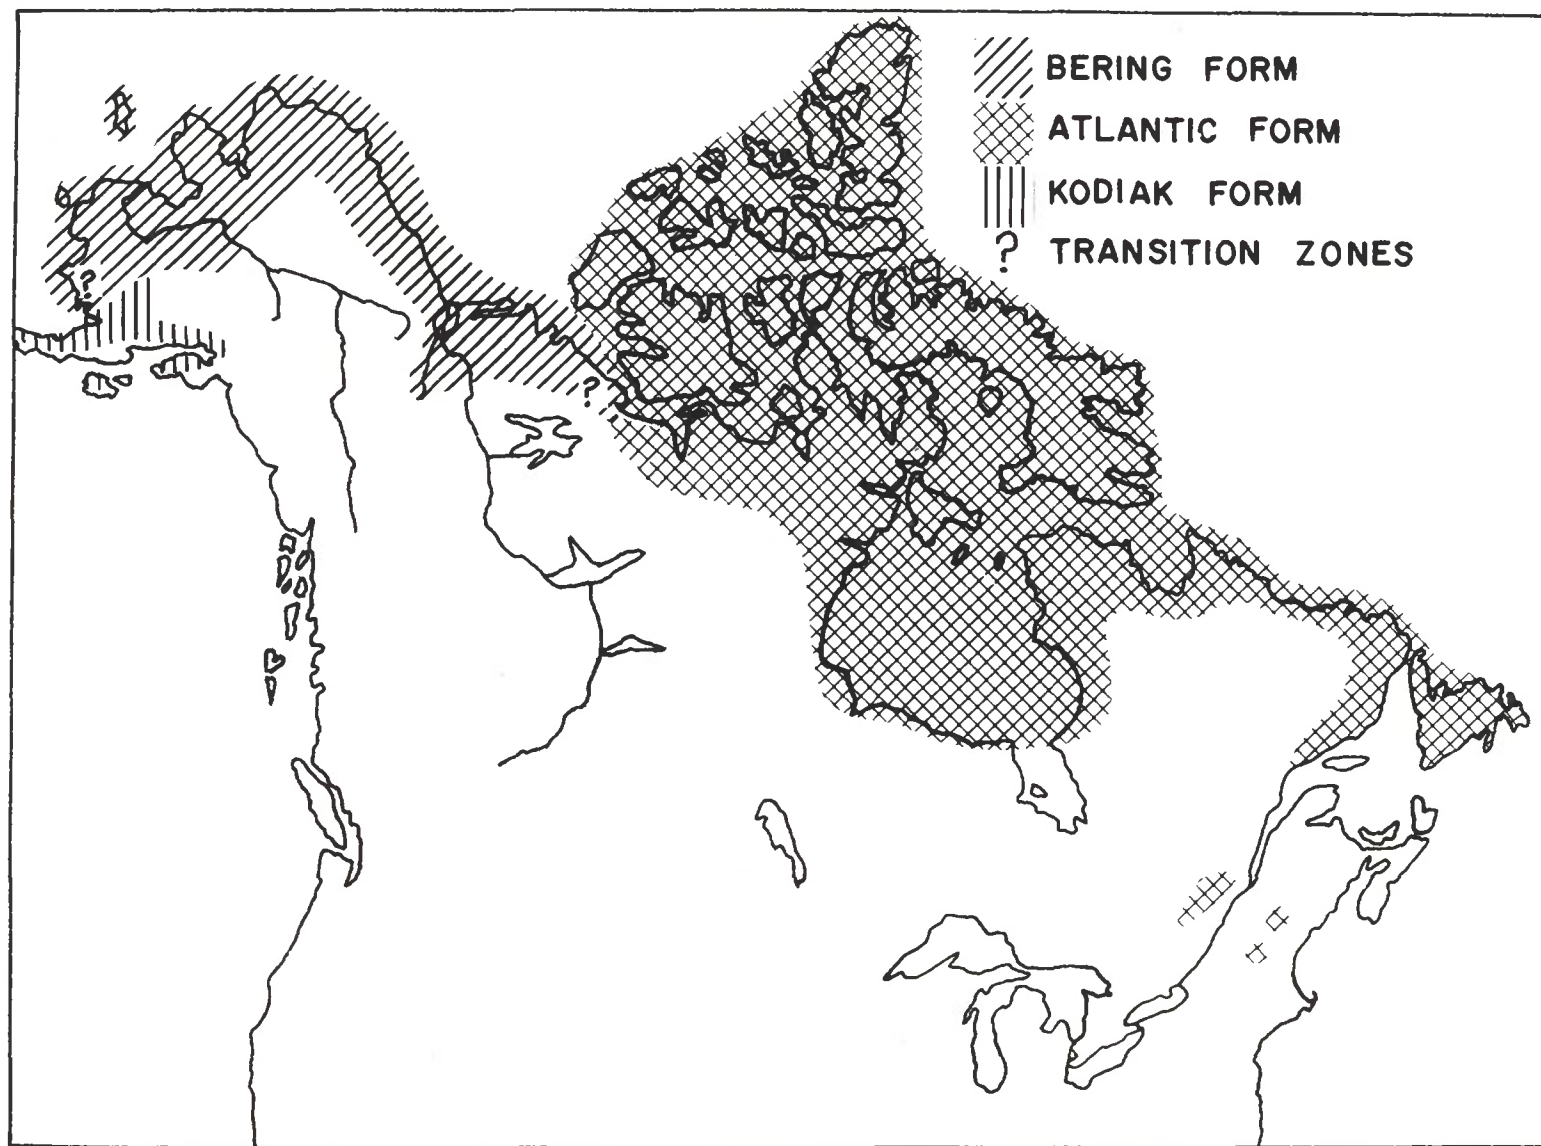 BERING FORM
ATLANTIC FORM
KODIAK FORM
? TRANSITION ZONES
?
?